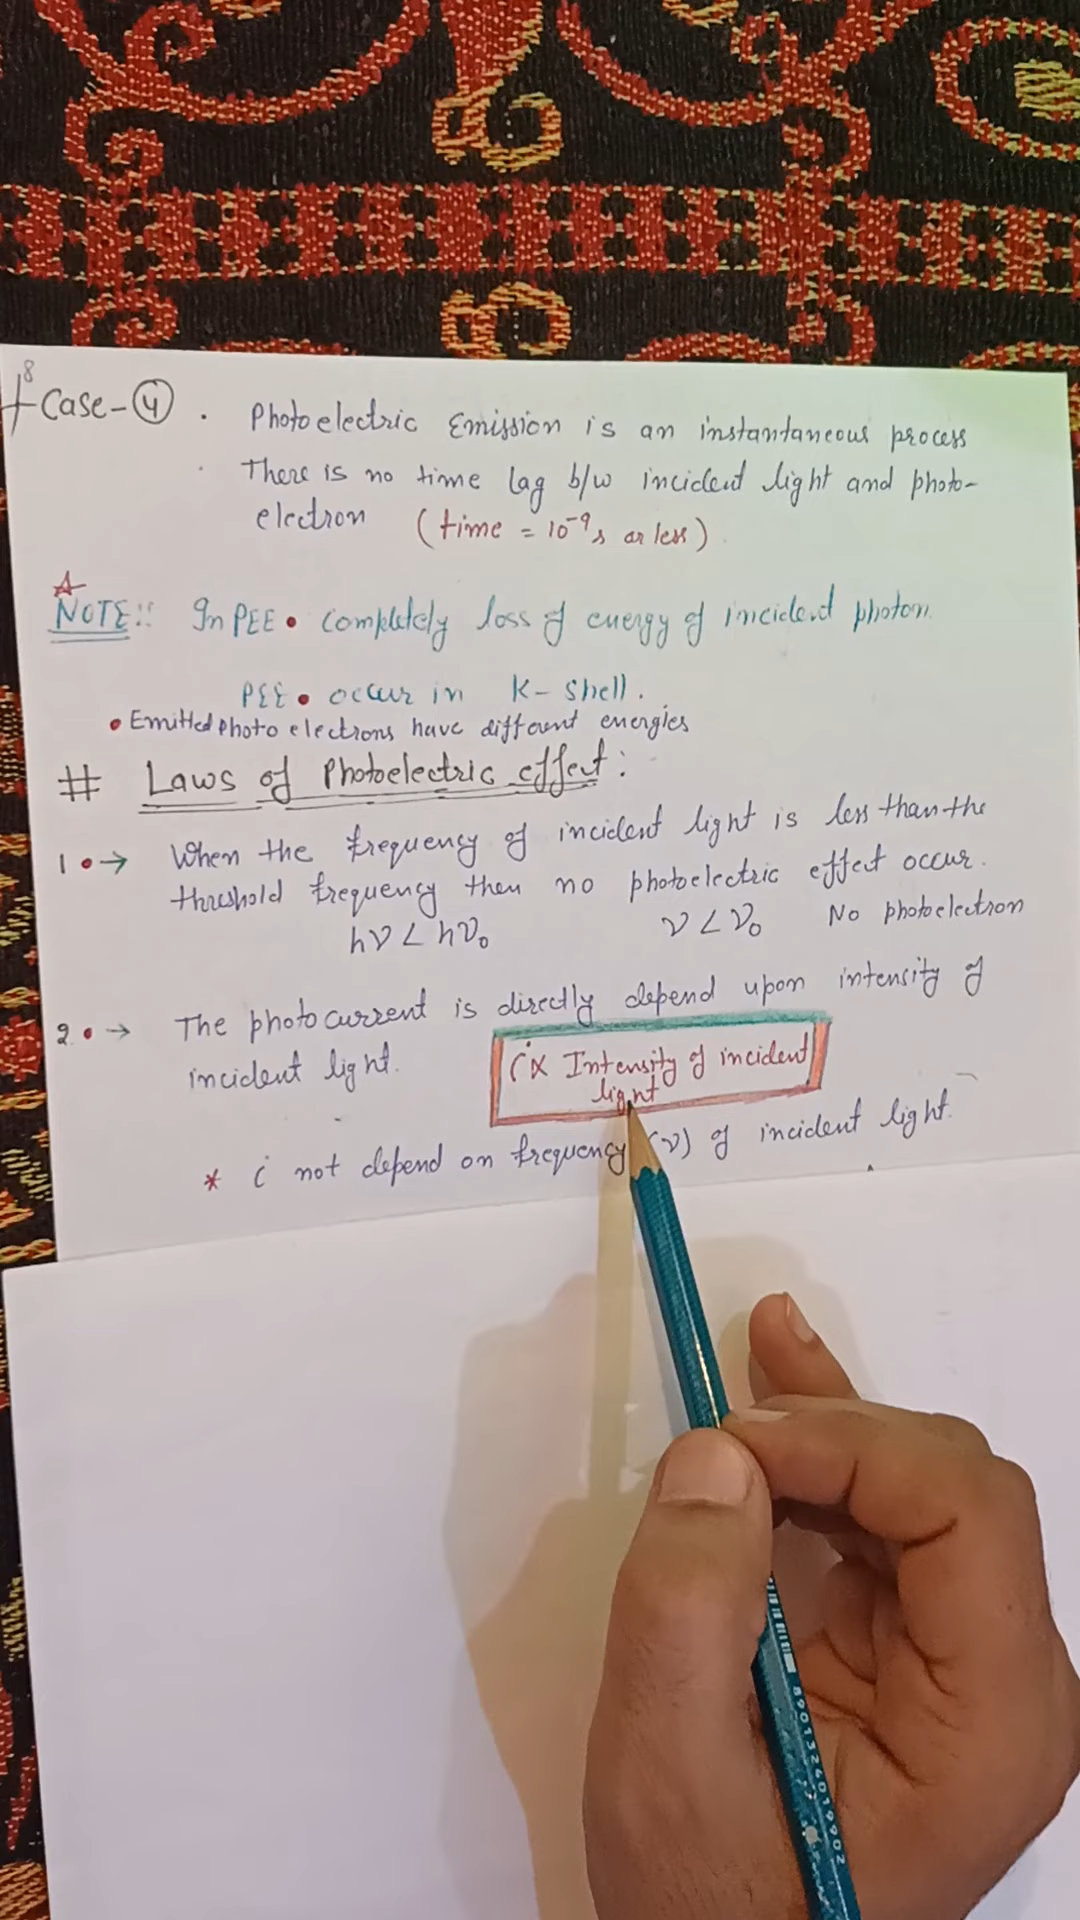 8
Case-4 . Photoelectric Emission is an instantaneous process
There is no time lag b/w incident light and photo-
electron (time = 10⁻⁹s or less)
NOTE:: In PEE • completely loss of energy of incident photon.
PEE • occur in K-shell.
• Emitted photo electrons have different energies
# Laws of Photoelectric effect:
1 •→ When the frequency of incident light is less than the
threshold frequency then no photoelectric effect occur.
hν < hν₀ ν < ν₀ No photoelectron
2 •→ The photocurrent is directly depend upon intensity of
incident light.
i ∝ Intensity of incident
light
* i not depend on frequency (ν) of incident light.
8901324019902